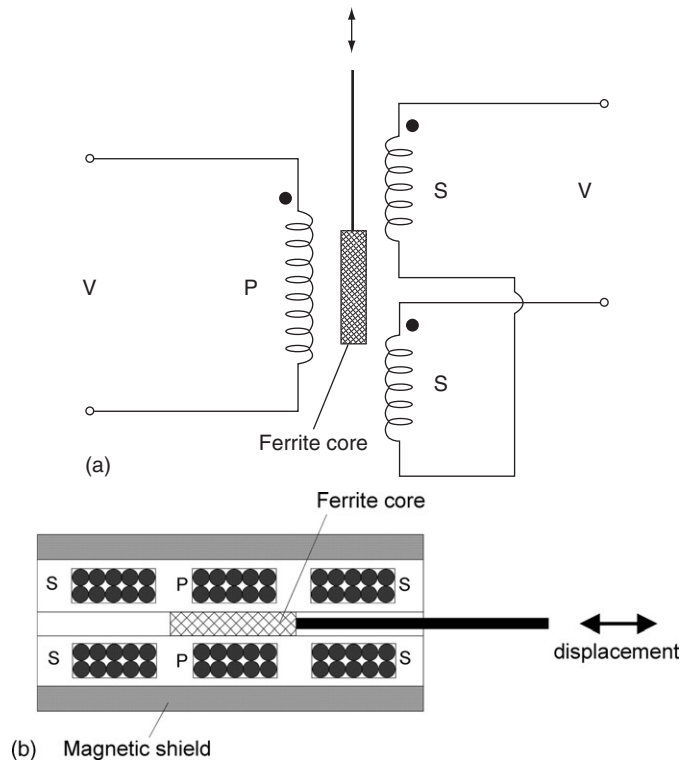 S
V
V
P
S
Ferrite core
(a)
Ferrite core
S
P
S
displacement
S
P
S
(b) Magnetic shield